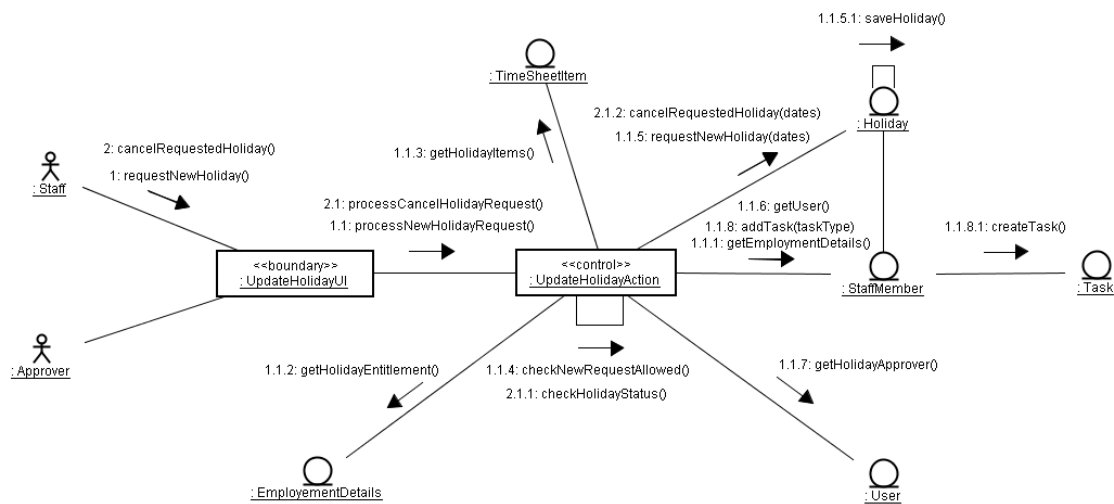 1.1.5.1: saveHoliday()
: TimeSheetItem
2.1.2: cancelRequestedHoliday(dates)
1.1.5: requestNewHoliday(dates)
: Holiday
2: cancelRequestedHoliday()
1: requestNewHoliday()
: Staff
1.1.3: getHolidayItems()
2.1: processCancelHolidayRequest()
1.1: processNewHolidayRequest()
1.1.6: getUser()
1.1.8: addTask(taskType)
1.1.1: getEmploymentDetails()
1.1.8.1: createTask()
<<boundary>>
: UpdateHolidayUI
<<control>>
: UpdateHolidayAction
: StaffMember
: Task
: Approver
1.1.2: getHolidayEntitlement()
1.1.4: checkNewRequestAllowed()
2.1.1: checkHolidayStatus()
1.1.7: getHolidayApprover()
: EmployementDetails
: User